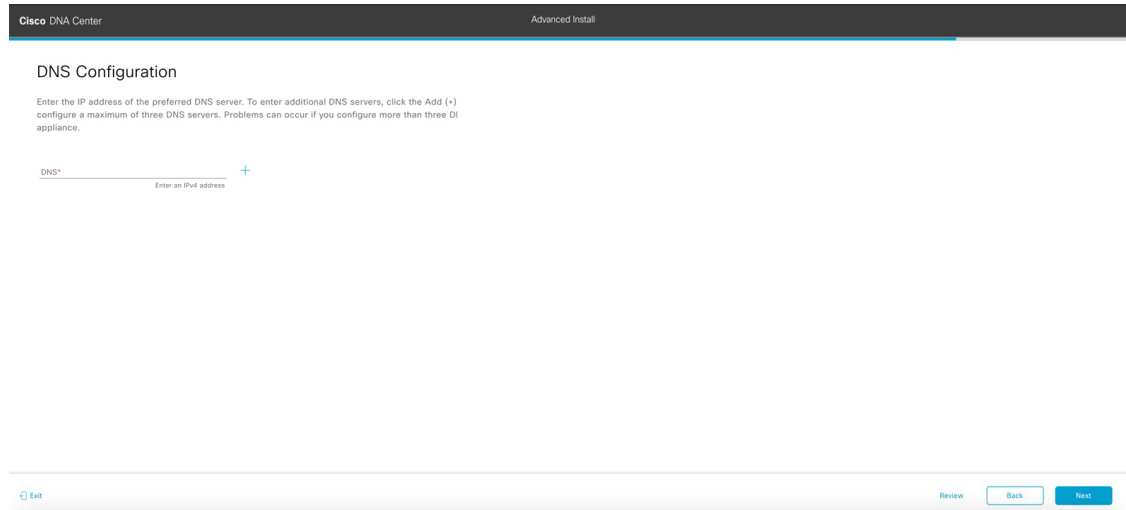 Cisco DNA Center
Advanced Install
DNS Configuration
Enter the IP address of the preferred DNS server. To enter additional DNS servers, click the Add (+)
configure a maximum of three DNS servers. Problems can occur if you configure more than three
appliance.
DNS*
Enter an IPv4 address
Exit
Review
Back
Next